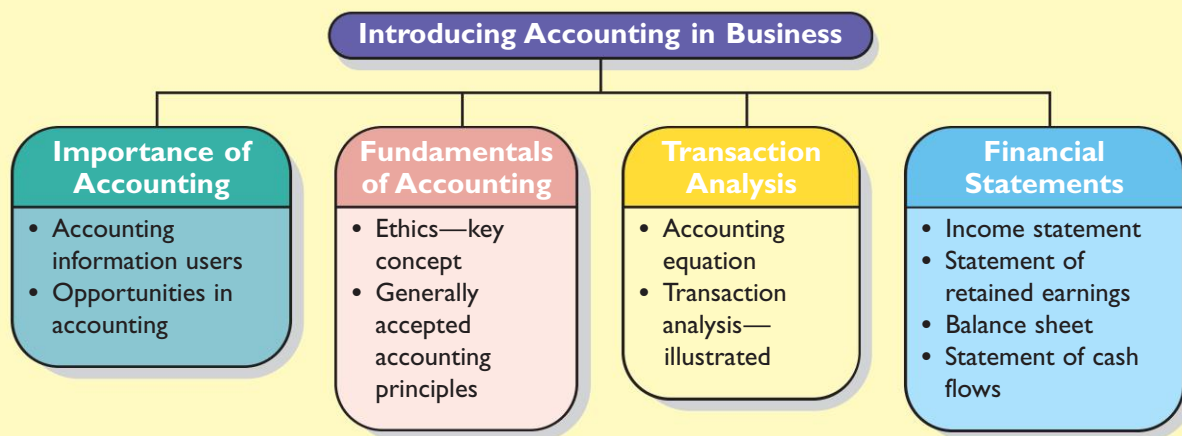 Introducing Accounting in Business
Importance of
Accounting
• Accounting
information users
• Opportunities in
accounting
Fundamentals
of Accounting
• Ethics—key
concept
• Generally
accepted
accounting
principles
Transaction
Analysis
• Accounting
equation
• Transaction
analysis—
illustrated
Financial
Statements
• Income statement
• Statement of
retained earnings
• Balance sheet
• Statement of cash
flows